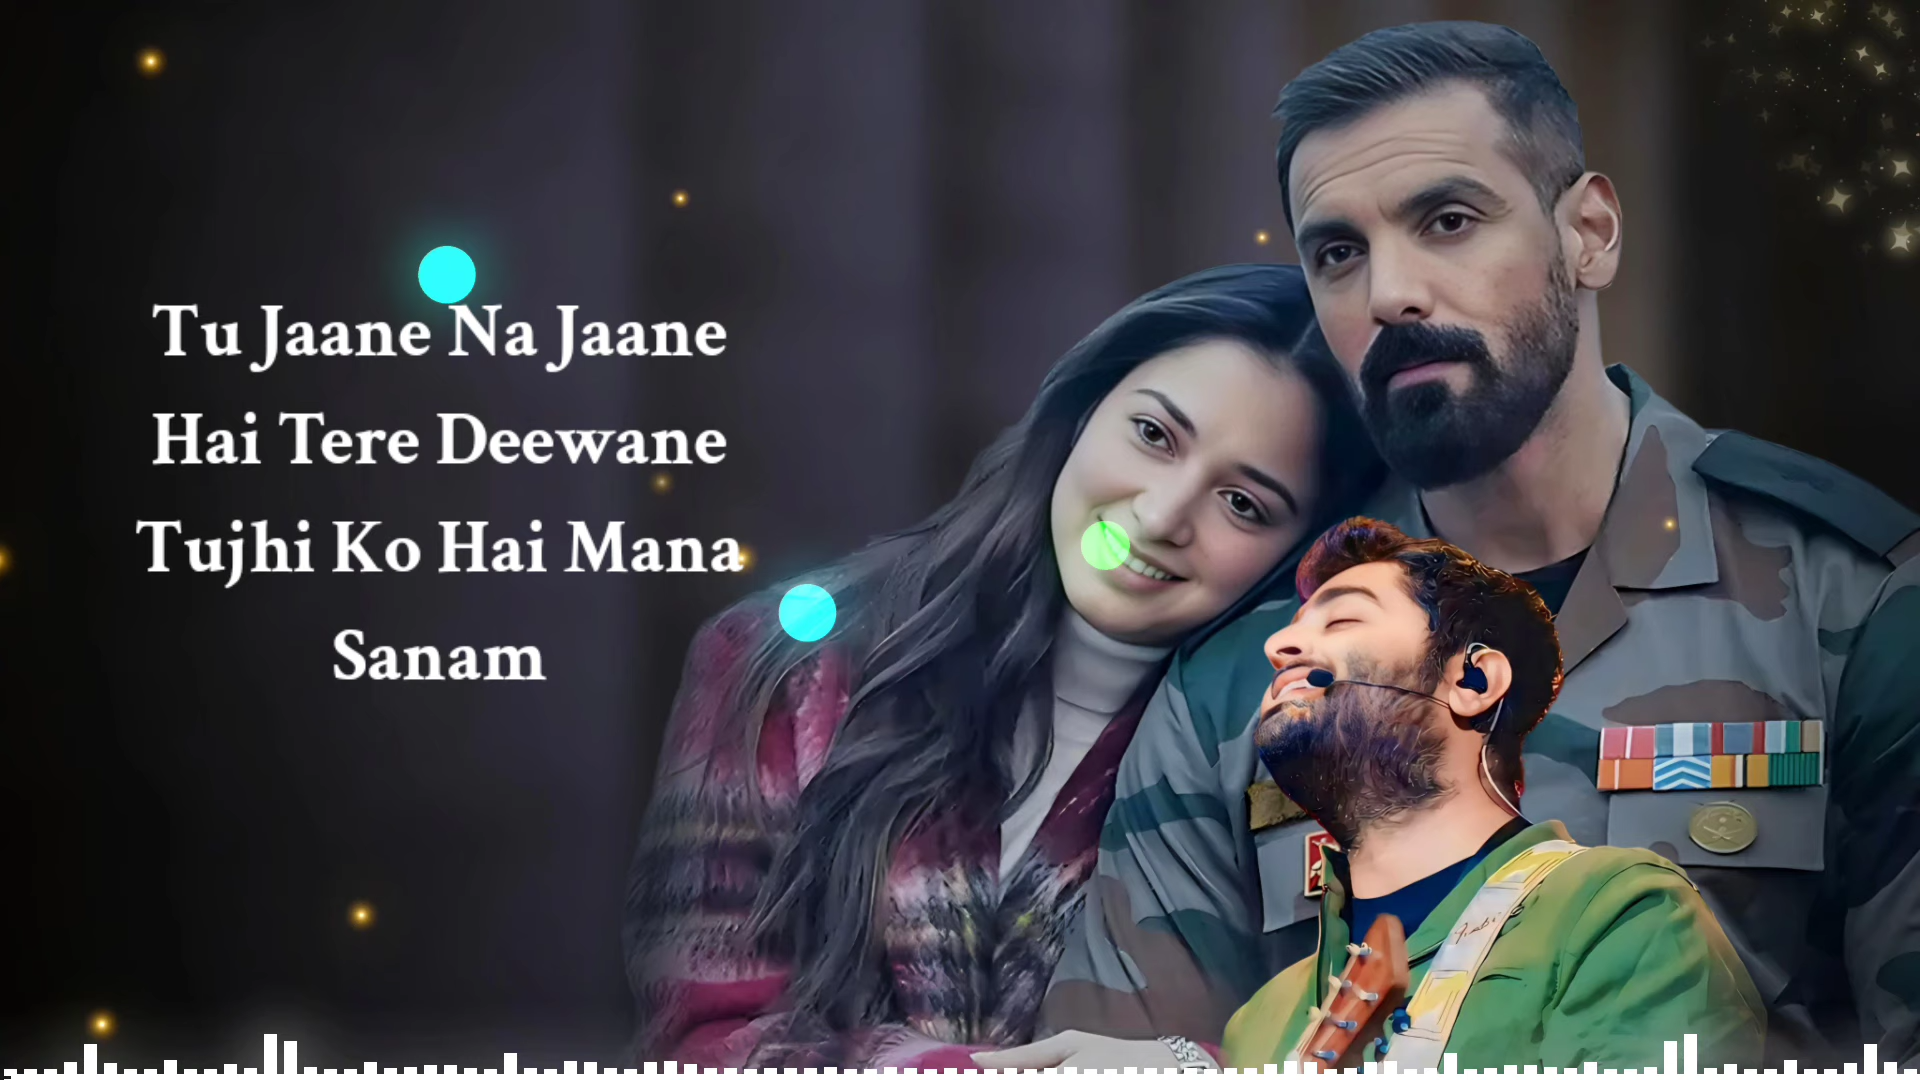 Tu Jaane Na Jaane
Hai Tere Deewane
Tujhi Ko Hai Mana
Sanam